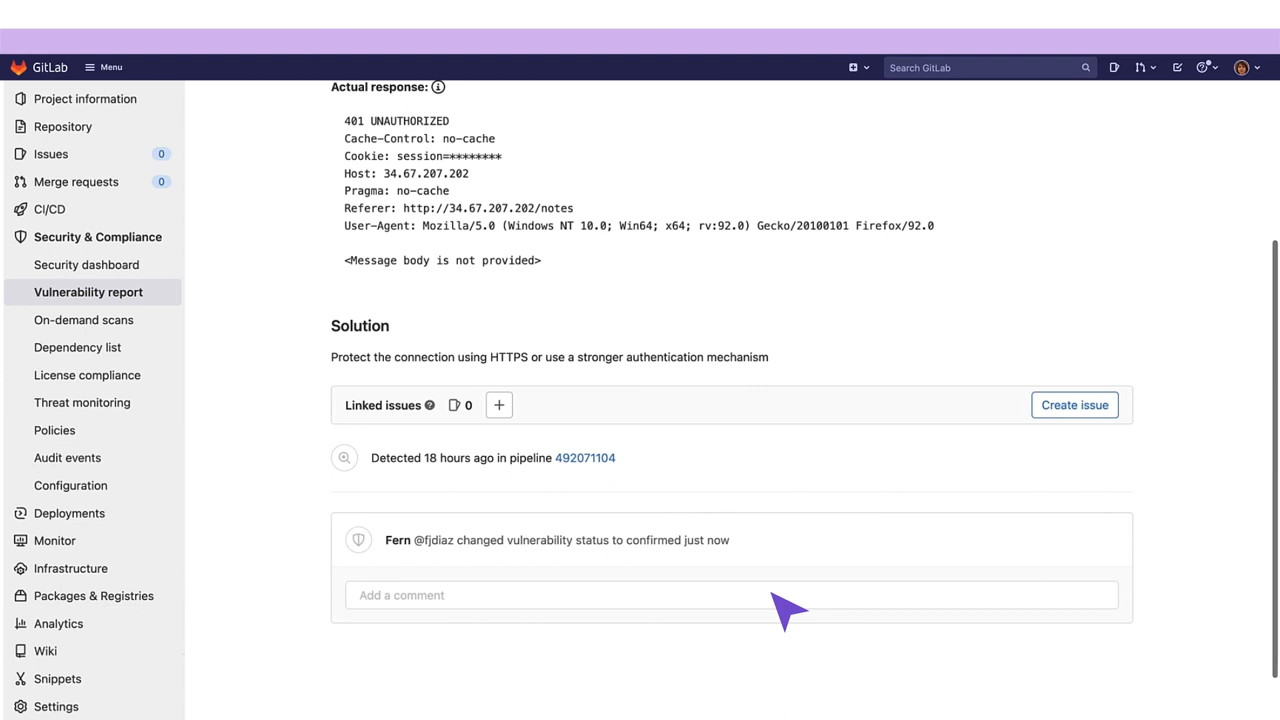 GitLab
Menu
Search GitLab
Project information
Repository
Issues 0
Merge requests 0
CI/CD
Security & Compliance
Security dashboard
Vulnerability report
On-demand scans
Dependency list
License compliance
Threat monitoring
Policies
Audit events
Configuration
Deployments
Monitor
Infrastructure
Packages & Registries
Analytics
Wiki
Snippets
Settings
Actual response:
401 UNAUTHORIZED
Cache-Control: no-cache
Cookie: session=********
Host: 34.67.207.202
Pragma: no-cache
Referer: http://34.67.207.202/notes
User-Agent: Mozilla/5.0 (Windows NT 10.0; Win64; x64; rv:92.0) Gecko/20100101 Firefox/92.0
<Message body is not provided>
Solution
Protect the connection using HTTPS or use a stronger authentication mechanism
Linked issues 0 + Create issue
Detected 18 hours ago in pipeline 492071104
Fern @fjdiaz changed vulnerability status to confirmed just now
Add a comment